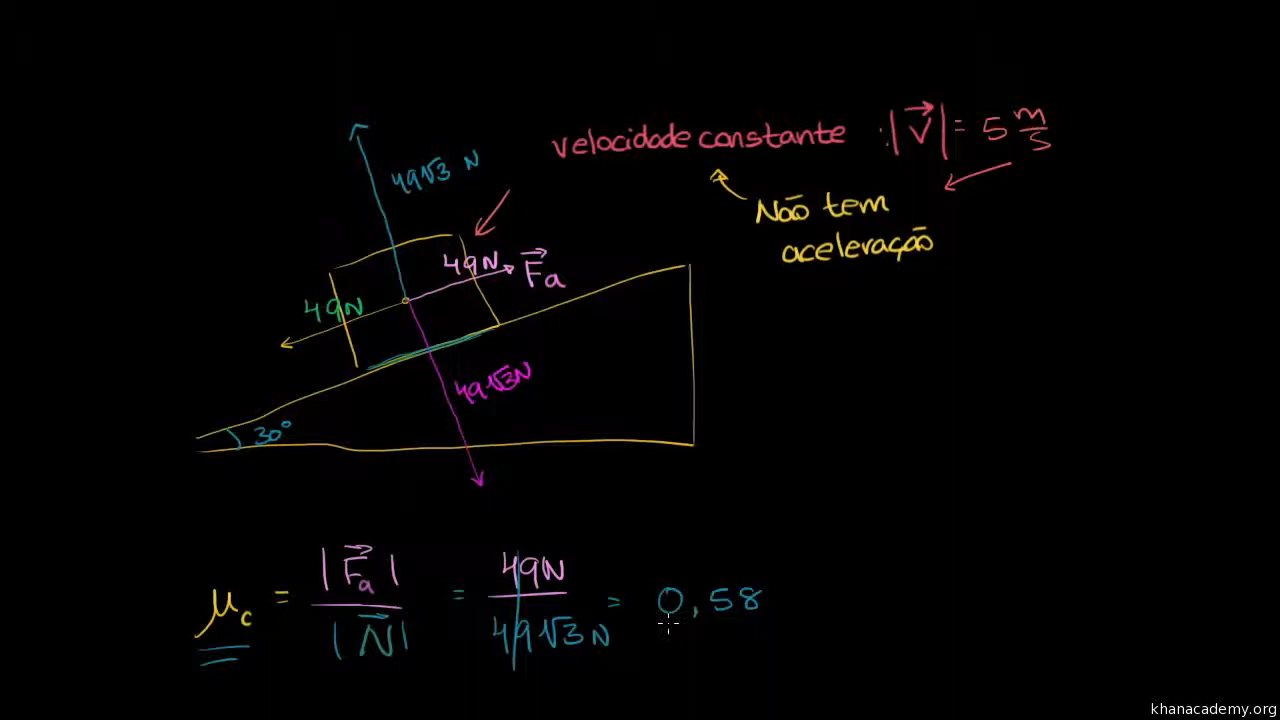 velocidade constante : |v⃗| = 5 m/s
Não tem
aceleração
49√3 N
49N
F⃗a
49N
49√3N
30°
μc = |F⃗a| / |N⃗| = 49N / 49√3 N = 0,58
khanacademy.org